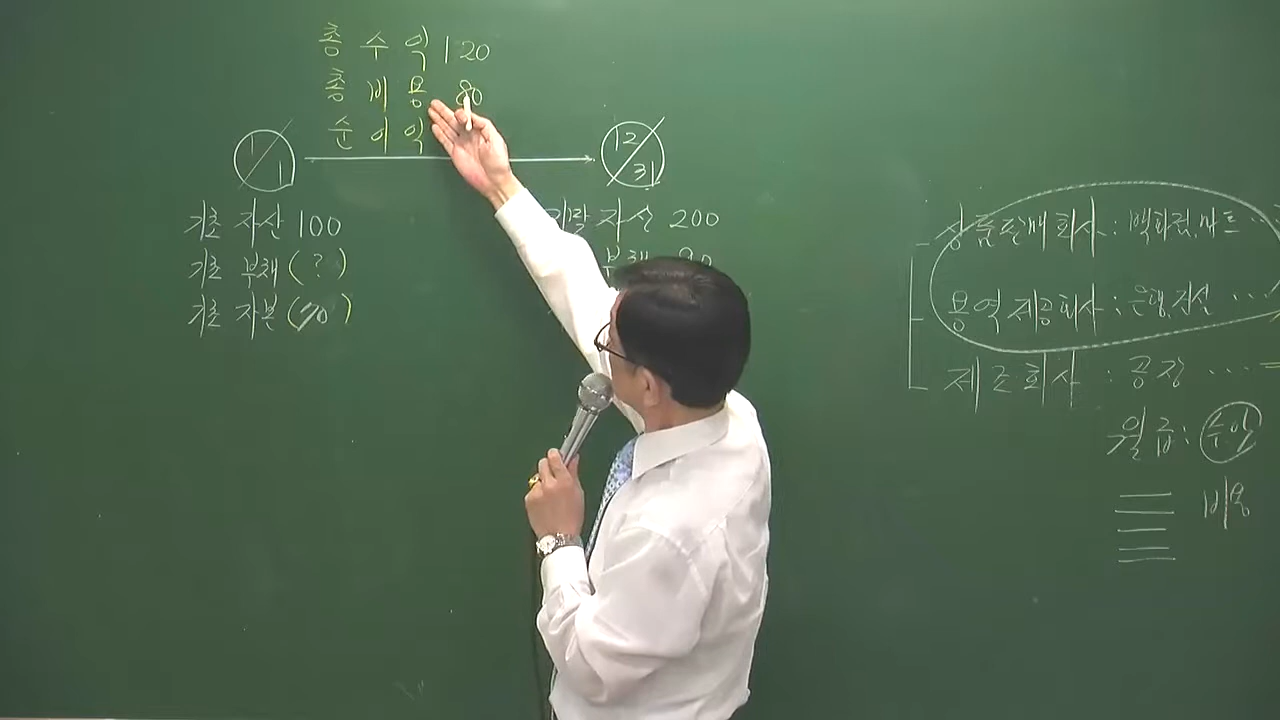 총 수 익 120
총 비 용 80
순 이 익
1/1
12/31
기초 자산 100
기초 부채 ( ? )
기초 자본 ( )
기말 자산 200
부채
상품판매회사 : 백화점, 마트 ...
용역제공회사 : 은행, 건설 ...
제조회사 : 공장 ...
월급 : 수익
비용